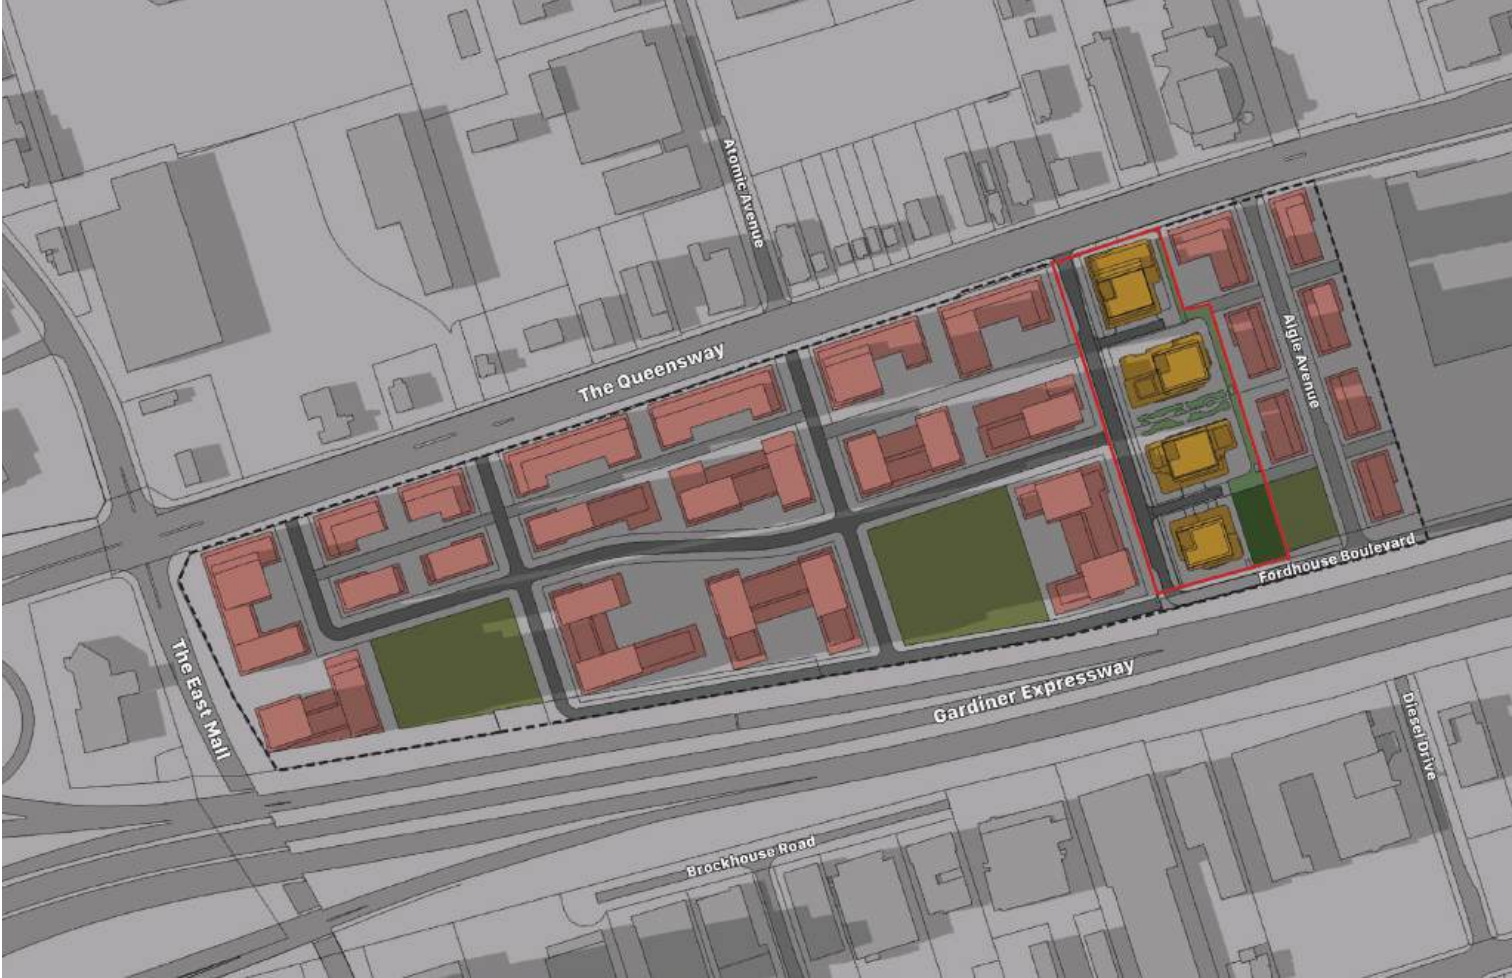 Atomic Avenue
The Queensway
Algie Avenue
Fordhouse Boulevard
The East Mall
Gardiner Expressway
Diesel Drive
Brockhouse Road